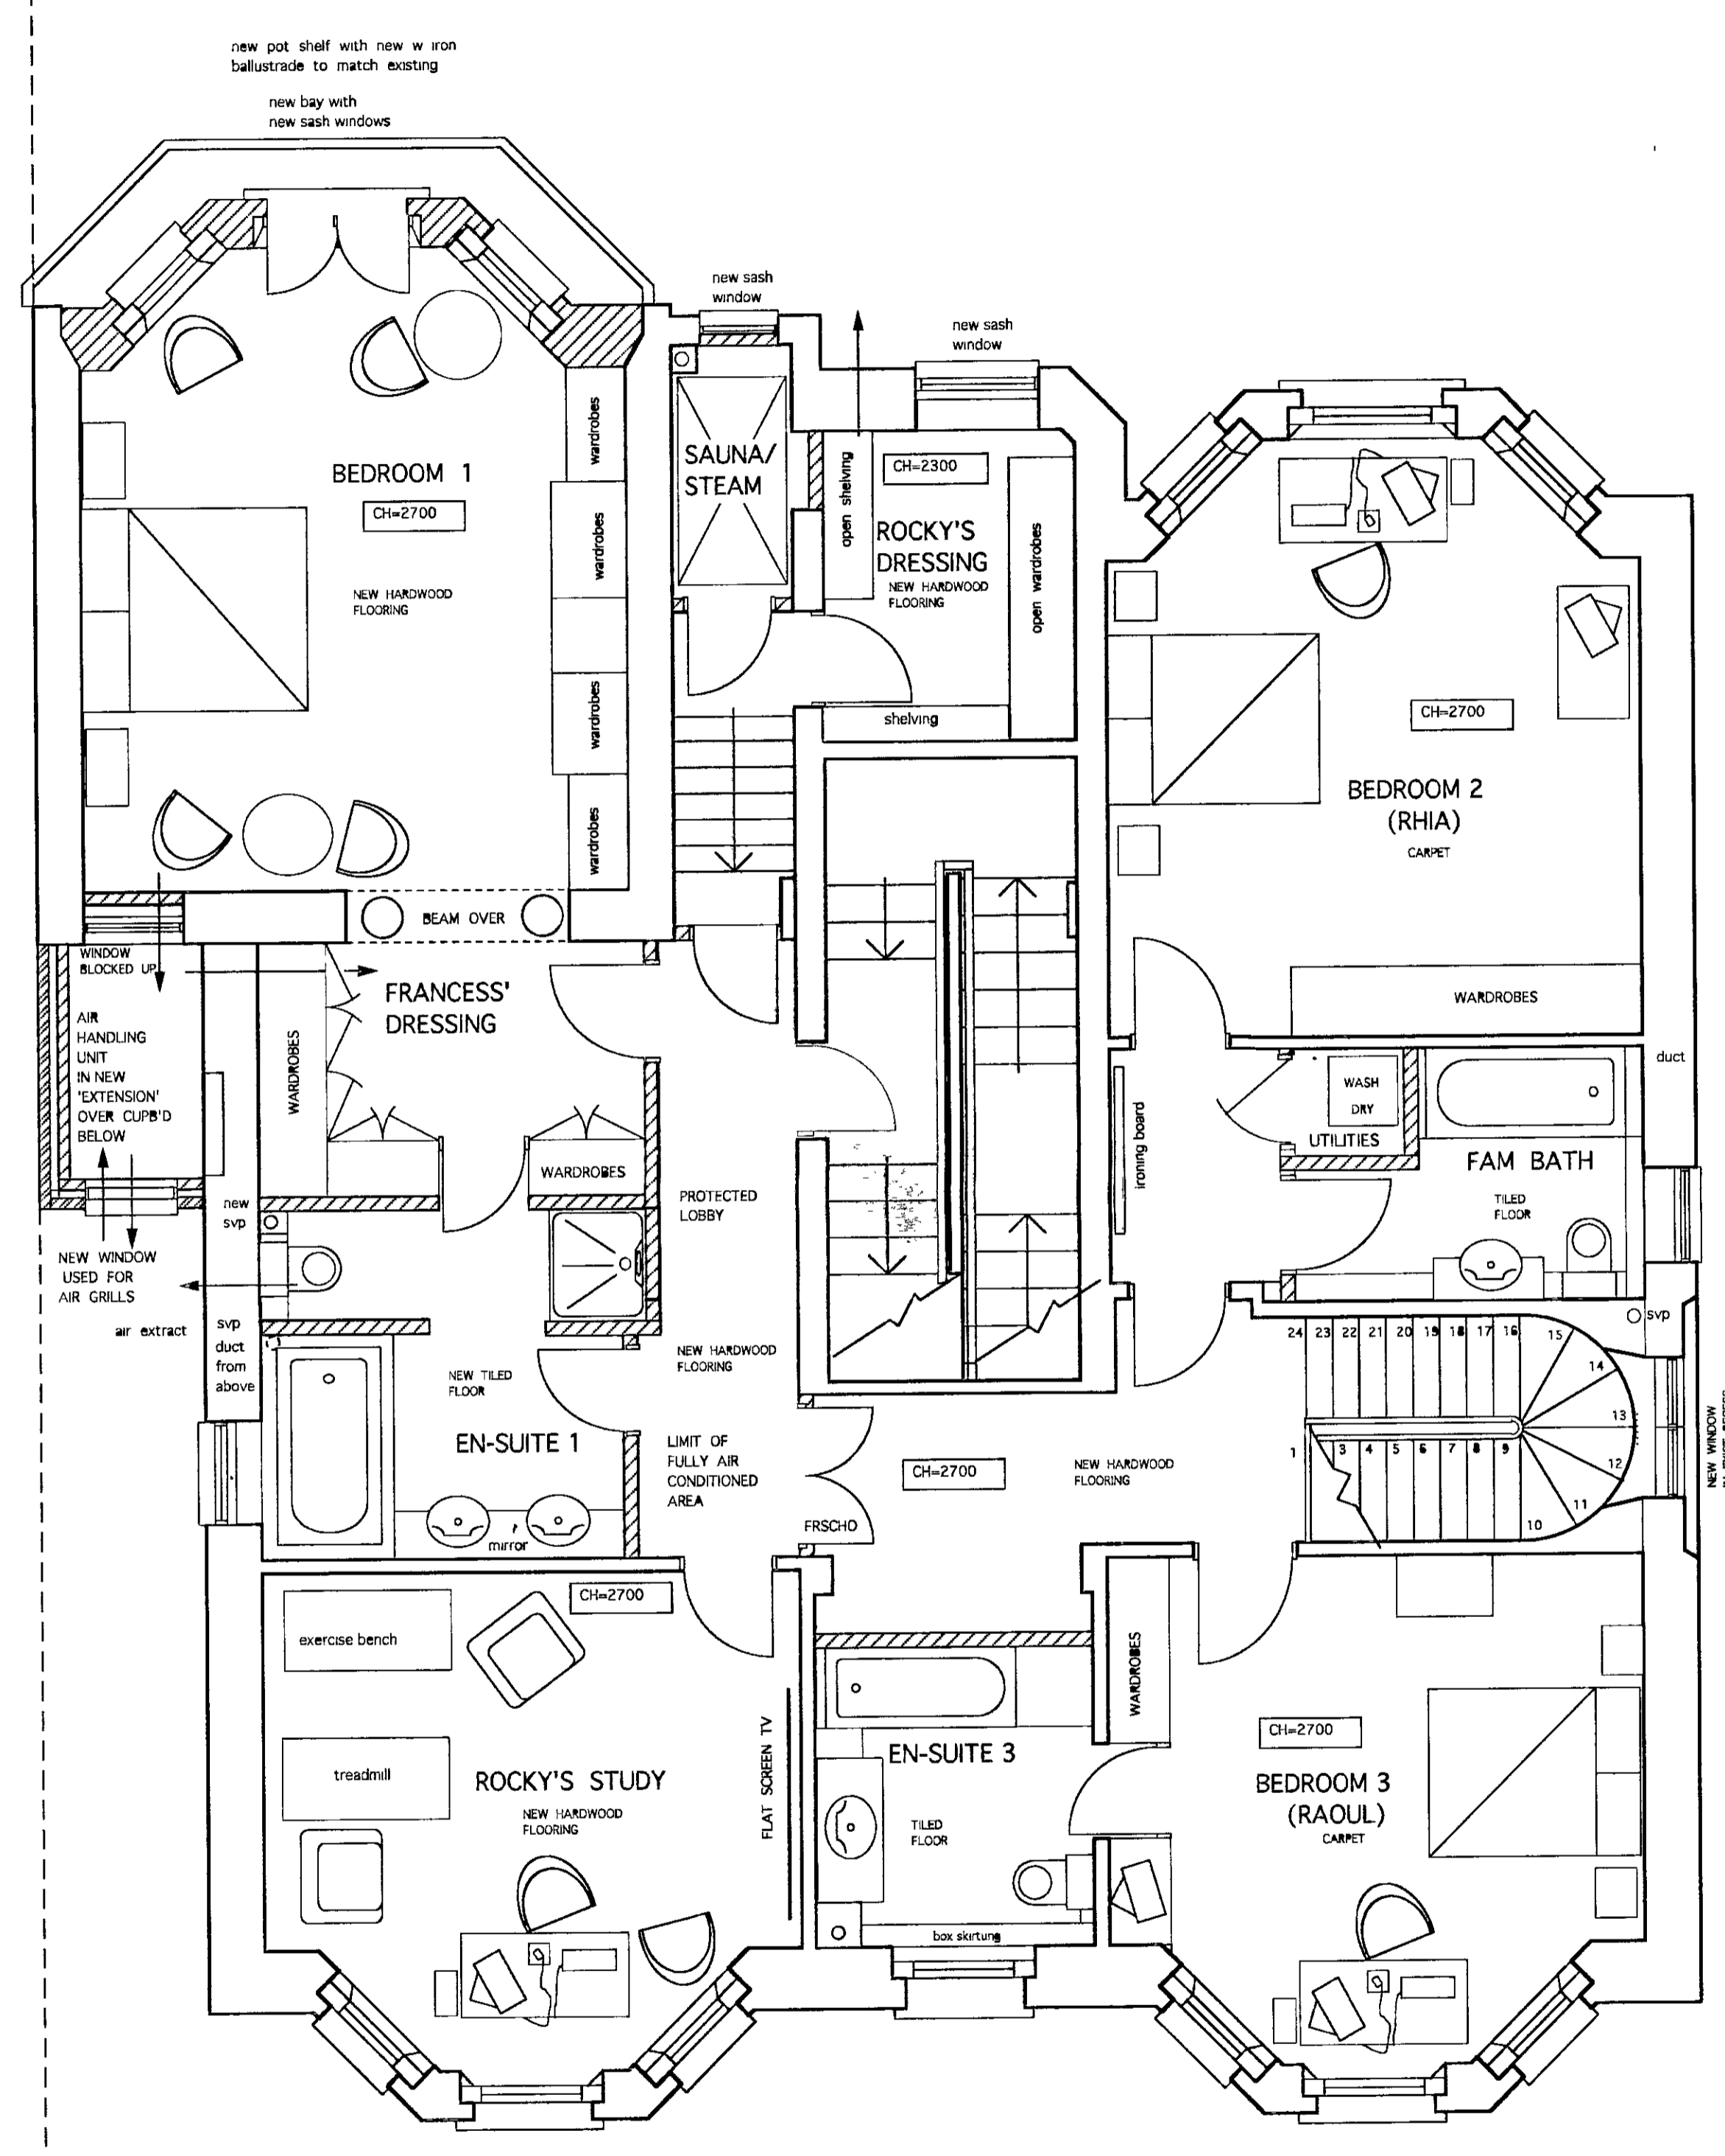 new pot shelf with new w iron
ballustrade to match existing
new bay with
new sash windows
new sash
window
new sash
window
BEDROOM 1
CH=2700
NEW HARDWOOD
FLOORING
wardrobes
wardrobes
wardrobes
wardrobes
SAUNA/
STEAM
open shelving
CH=2300
ROCKY'S
DRESSING
NEW HARDWOOD
FLOORING
open wardrobes
shelving
CH=2700
BEDROOM 2
(RHIA)
CARPET
WARDROBES
BEAM OVER
WINDOW
BLOCKED UP
AIR
HANDLING
UNIT
IN NEW
'EXTENSION'
OVER CUPB'D
BELOW
FRANCESS'
DRESSING
WARDROBES
WARDROBES
PROTECTED
LOBBY
ironing board
WASH
DRY
UTILITIES
duct
FAM BATH
TILED
FLOOR
new
svp
NEW WINDOW
USED FOR
AIR GRILLS
air extract
svp
duct
from
above
NEW TILED
FLOOR
EN-SUITE 1
mirror
NEW HARDWOOD
FLOORING
LIMIT OF
FULLY AIR
CONDITIONED
AREA
FRSCHO
CH=2700
NEW HARDWOOD
FLOORING
svp
24 23 22 21 20 19 18 17 16 15
14
13
12
11
10
1 3 4 5 6 7 8 9
NEW WINDOW
CH=2700
exercise bench
treadmill
ROCKY'S STUDY
NEW HARDWOOD
FLOORING
FLAT SCREEN TV
EN-SUITE 3
TILED
FLOOR
box skirtung
WARDROBES
CH=2700
BEDROOM 3
(RAOUL)
CARPET